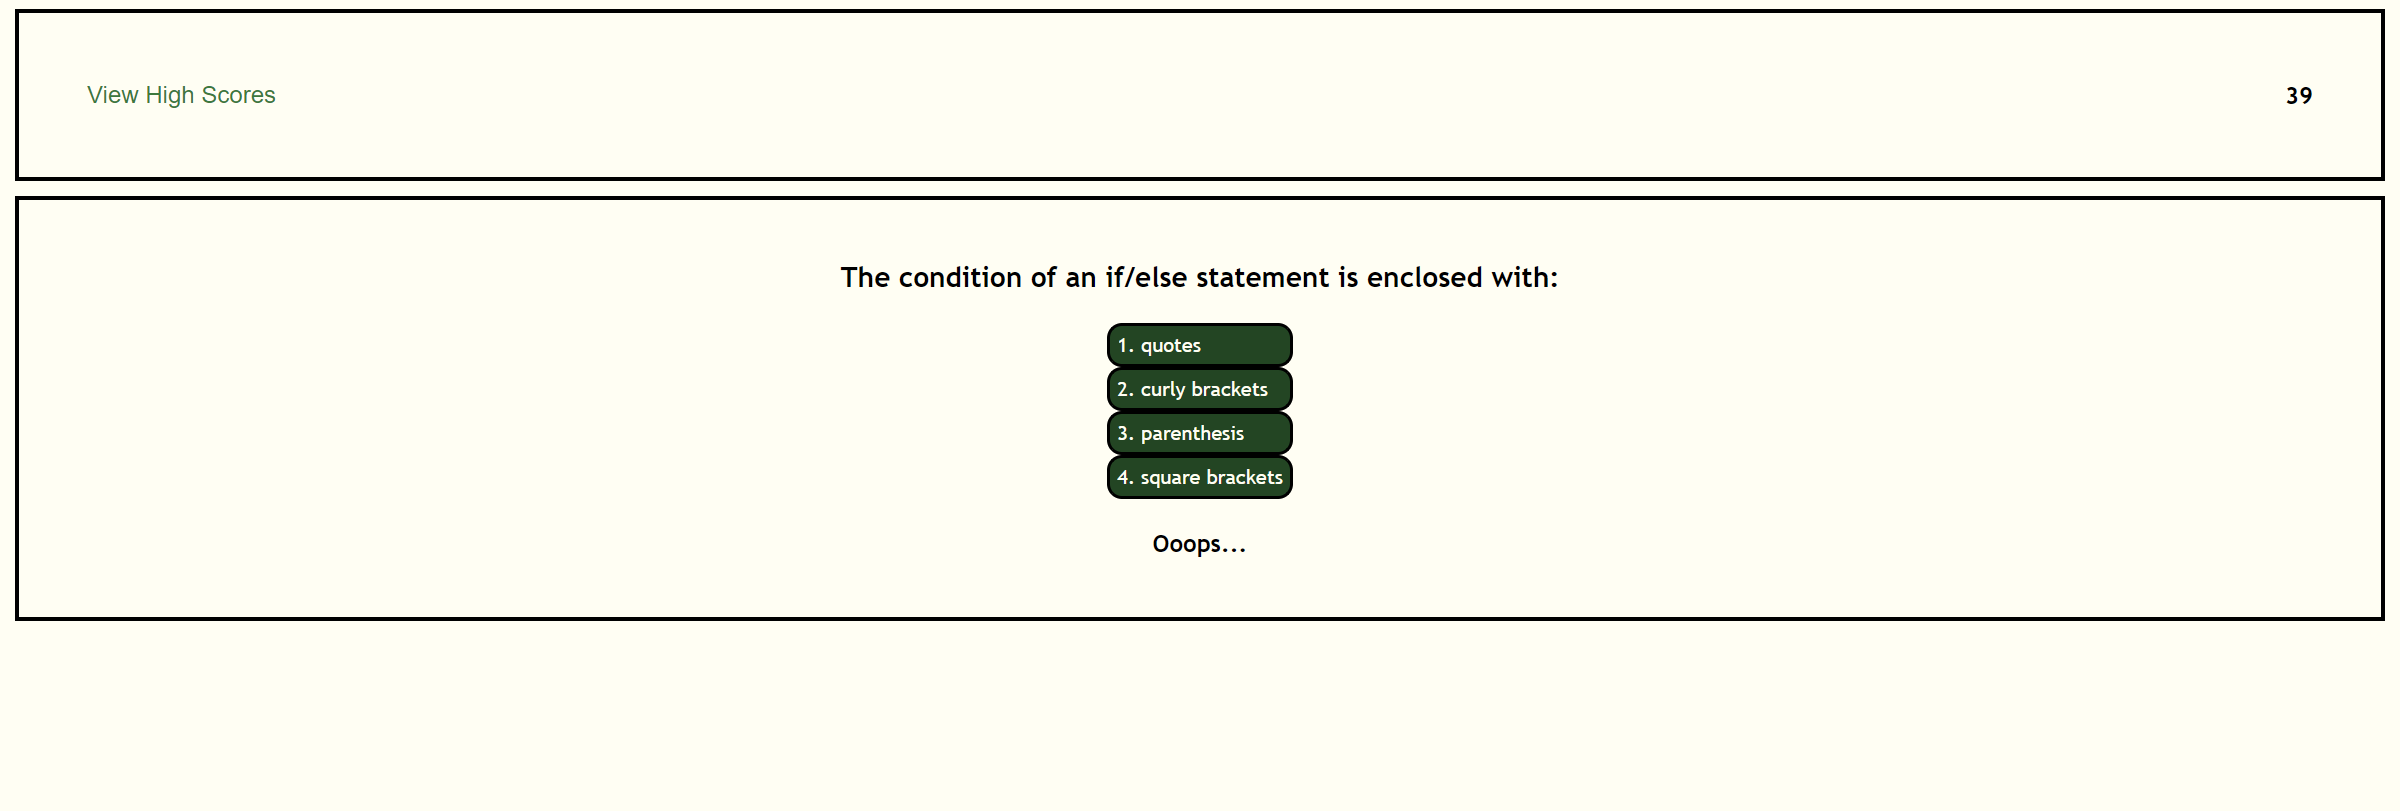 View High Scores
39
The condition of an if/else statement is enclosed with:
1. quotes
2. curly brackets
3. parenthesis
4. square brackets
Ooops...